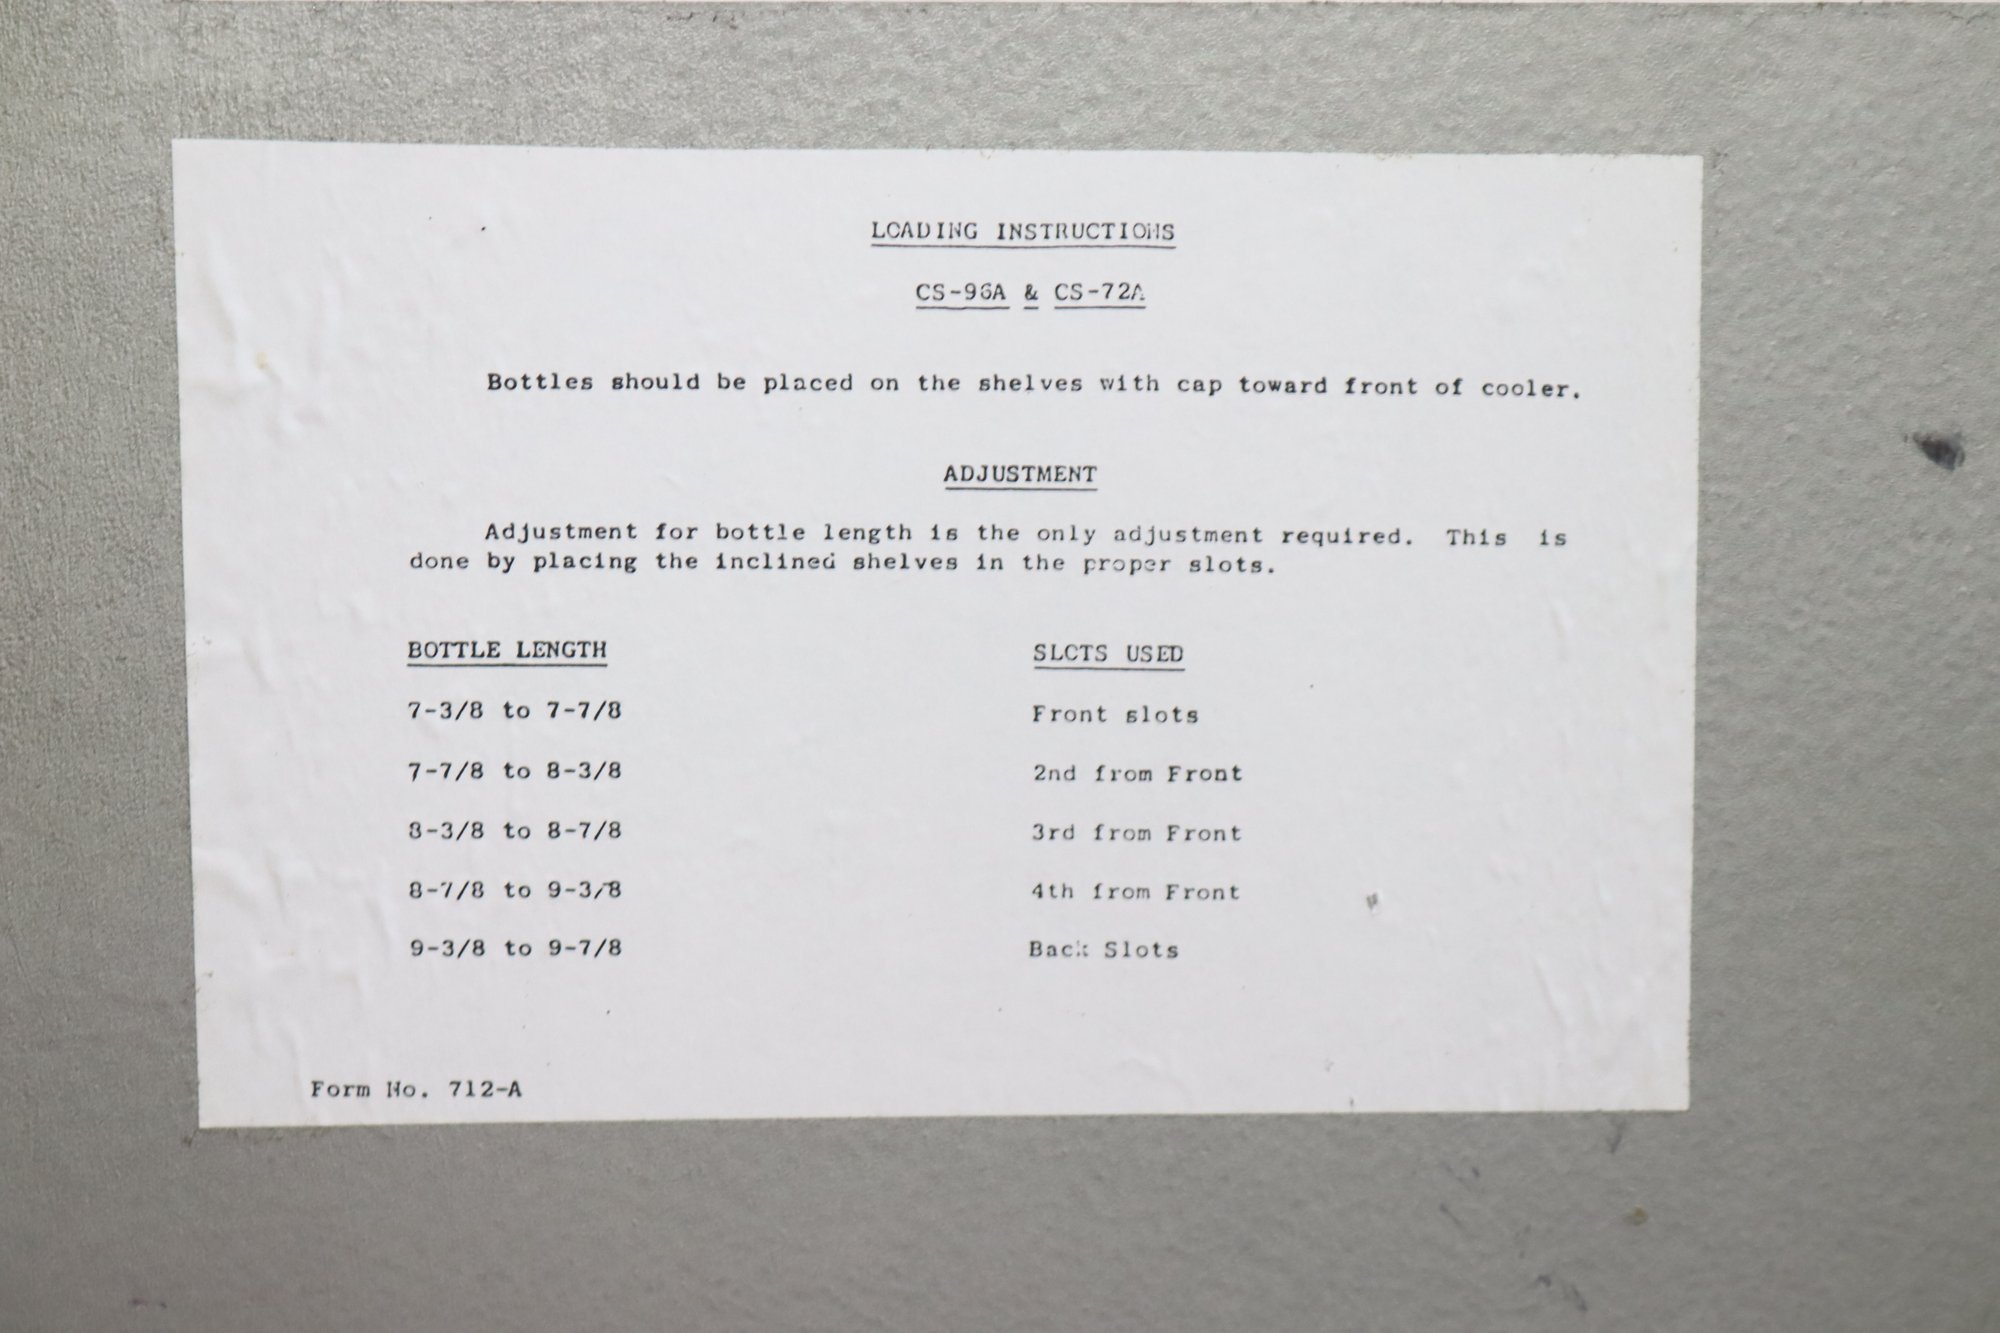 LOADING INSTRUCTIONS
CS-96A & CS-72A
Bottles should be placed on the shelves with cap toward front of cooler.
ADJUSTMENT
Adjustment for bottle length is the only adjustment required. This is
done by placing the inclined shelves in the proper slots.
BOTTLE LENGTH SLOTS USED
7-3/8 to 7-7/8 Front slots
7-7/8 to 8-3/8 2nd from Front
8-3/8 to 8-7/8 3rd from Front
8-7/8 to 9-3/8 4th from Front
9-3/8 to 9-7/8 Back Slots
Form No. 712-A